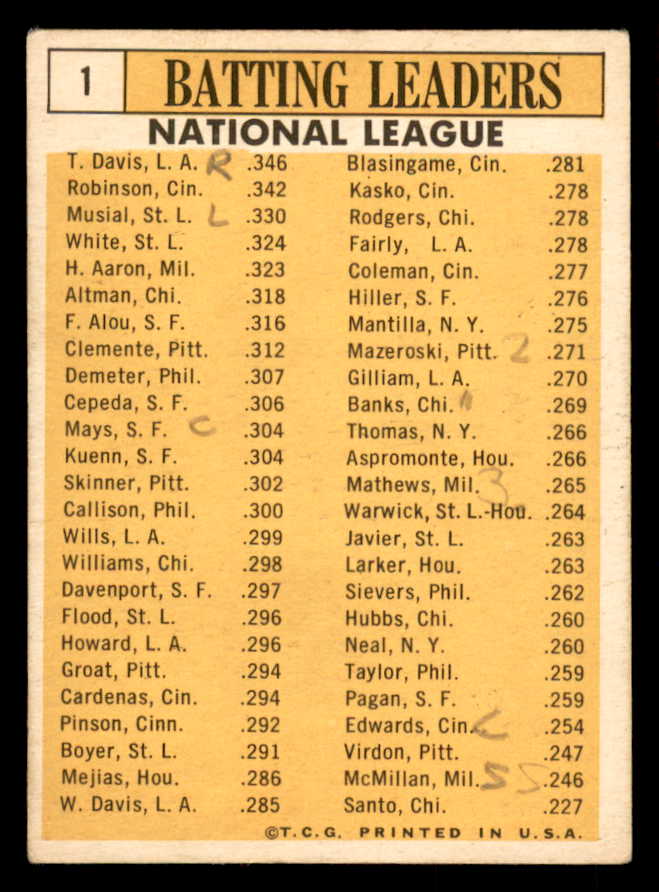 1 BATTING LEADERS
NATIONAL LEAGUE
T. Davis, L. A. R .346
Robinson, Cin. .342
Musial, St. L. L .330
White, St. L. .324
H. Aaron, Mil. .323
Altman, Chi. .318
F. Alou, S. F. .316
Clemente, Pitt. .312
Demeter, Phil. .307
Cepeda, S. F. .306
Mays, S. F. C .304
Kuenn, S. F. .304
Skinner, Pitt. .302
Callison, Phil. .300
Wills, L. A. .299
Williams, Chi. .298
Davenport, S. F. .297
Flood, St. L. .296
Howard, L. A. .296
Groat, Pitt. .294
Cardenas, Cin. .294
Pinson, Cinn. .292
Boyer, St. L. .291
Mejias, Hou. .286
W. Davis, L. A. .285
Blasingame, Cin. .281
Kasko, Cin. .278
Rodgers, Chi. .278
Fairly, L. A. .278
Coleman, Cin. .277
Hiller, S. F. .276
Mantilla, N. Y. .275
Mazeroski, Pitt. 2 .271
Gilliam, L. A. .270
Banks, Chi. .269
Thomas, N. Y. .266
Aspromonte, Hou. .266
Mathews, Mil. 3 .265
Warwick, St. L.-Hou. .264
Javier, St. L. .263
Larker, Hou. .263
Sievers, Phil. .262
Hubbs, Chi. .260
Neal, N. Y. .260
Taylor, Phil. .259
Pagan, S. F. .259
Edwards, Cin. C .254
Virdon, Pitt. .247
McMillan, Mil. SS .246
Santo, Chi. .227
©T.C.G. PRINTED IN U.S.A.